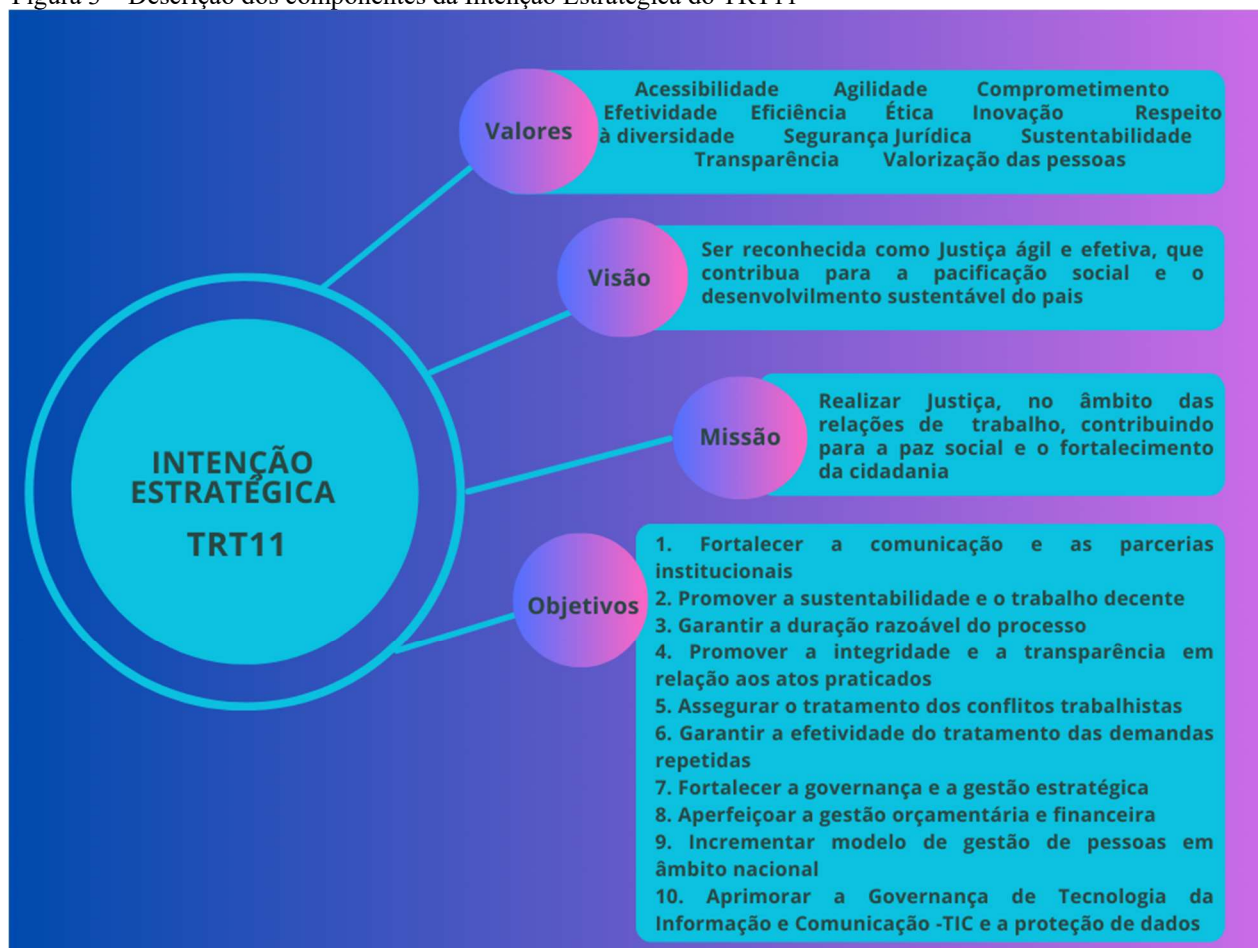 Figura 3 – Descrição dos componentes da Intenção Estratégica do TRT11
Valores
Acessibilidade Agilidade Comprometimento
Efetividade Eficiência Ética Inovação Respeito
à diversidade Segurança Jurídica Sustentabilidade
Transparência Valorização das pessoas
Visão
Ser reconhecida como Justiça ágil e efetiva, que
contribua para a pacificação social e o
desenvolvilmento sustentável do pais
Missão
Realizar Justiça, no âmbito das
relações de trabalho, contribuindo
para a paz social e o fortalecimento
da cidadania
INTENÇÃO
ESTRATÉGICA
TRT11
Objetivos
1. Fortalecer a comunicação e as parcerias
institucionais
2. Promover a sustentabilidade e o trabalho decente
3. Garantir a duração razoável do processo
4. Promover a integridade e a transparência em
relação aos atos praticados
5. Assegurar o tratamento dos conflitos trabalhistas
6. Garantir a efetividade do tratamento das demandas
repetidas
7. Fortalecer a governança e a gestão estratégica
8. Aperfeiçoar a gestão orçamentária e financeira
9. Incrementar modelo de gestão de pessoas em
âmbito nacional
10. Aprimorar a Governança de Tecnologia da
Informação e Comunicação -TIC e a proteção de dados